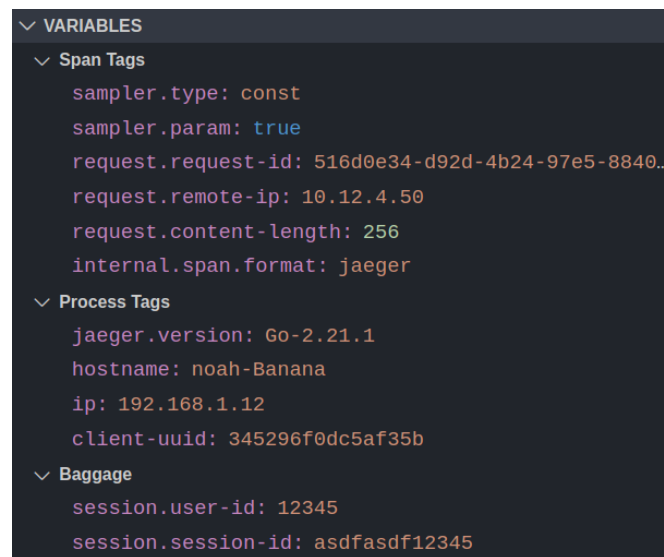 VARIABLES
Span Tags
sampler.type: const
sampler.param: true
request.request-id: 516d0e34-d92d-4b24-97e5-8840…
request.remote-ip: 10.12.4.50
request.content-length: 256
internal.span.format: jaeger
Process Tags
jaeger.version: Go-2.21.1
hostname: noah-Banana
ip: 192.168.1.12
client-uuid: 345296f0dc5af35b
Baggage
session.user-id: 12345
session.session-id: asdfasdf12345